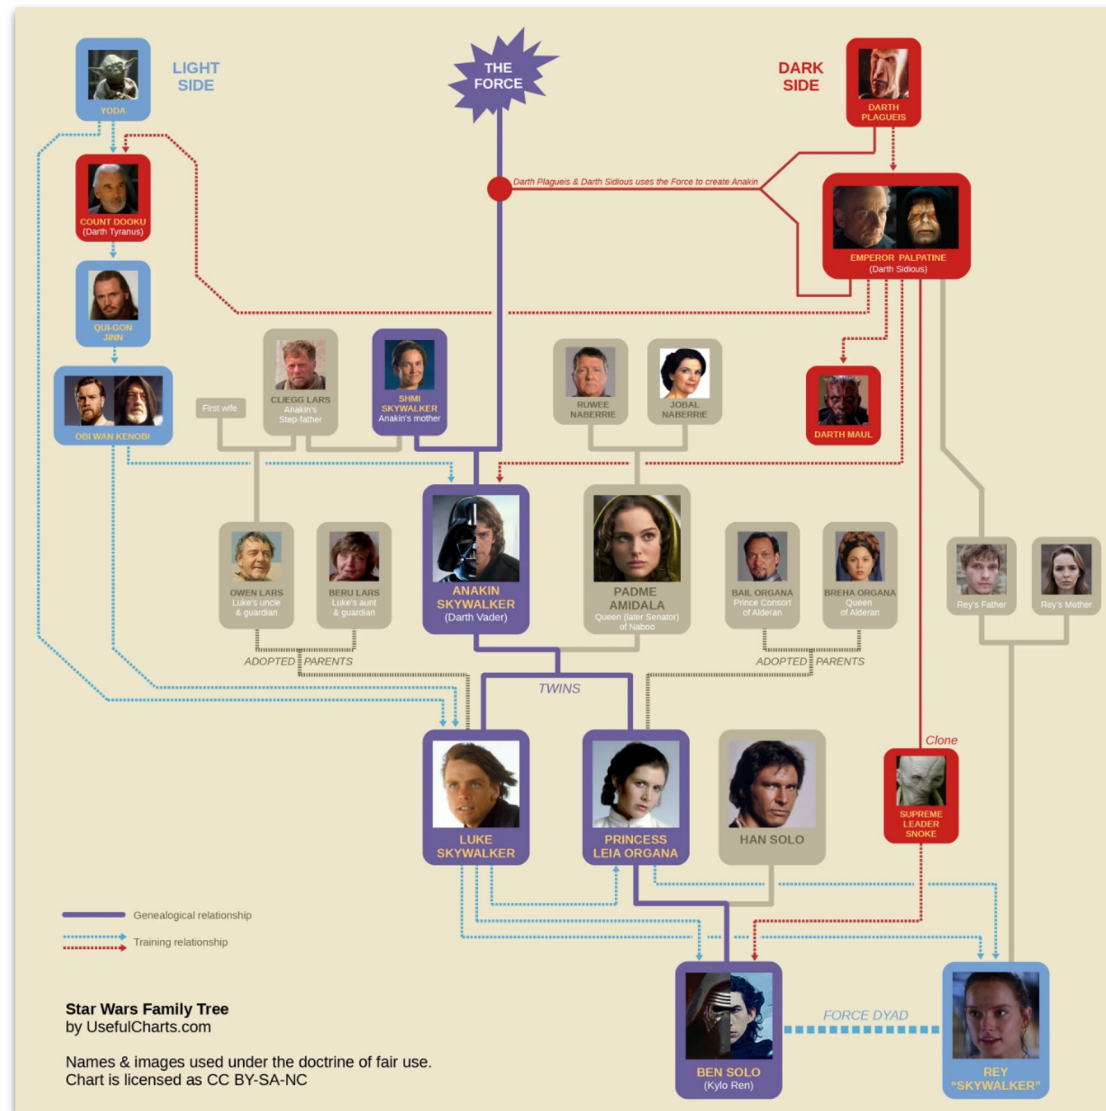 LIGHT
SIDE
THE
FORCE
DARK
SIDE
YODA
DARTH
PLAGUEIS
Darth Plagueis & Darth Sidious uses the Force to create Anakin
COUNT DOOKU
(Darth Tyranus)
EMPEROR PALPATINE
(Darth Sidious)
QUI-GON
JINN
First wife
CLIEGG LARS
Anakin's
Step-father
SHMI
SKYWALKER
Anakin's mother
RUWEE
NABERRIE
JOBAL
NABERRIE
OBI WAN KENOBI
DARTH MAUL
OWEN LARS
Luke's uncle
& guardian
BERU LARS
Luke's aunt
& guardian
ANAKIN
SKYWALKER
(Darth Vader)
PADME
AMIDALA
Queen (later Senator)
of Naboo
BAIL ORGANA
Prince Consort
of Alderan
BREHA ORGANA
Queen
of Alderan
Rey's Father
Rey's Mother
ADOPTED PARENTS
ADOPTED PARENTS
TWINS
Clone
LUKE
SKYWALKER
PRINCESS
LEIA ORGANA
HAN SOLO
SUPREME
LEADER
SNOKE
Genealogical relationship
Training relationship
Star Wars Family Tree
by UsefulCharts.com
Names & images used under the doctrine of fair use.
Chart is licensed as CC BY-SA-NC
FORCE DYAD
BEN SOLO
(Kylo Ren)
REY
"SKYWALKER"